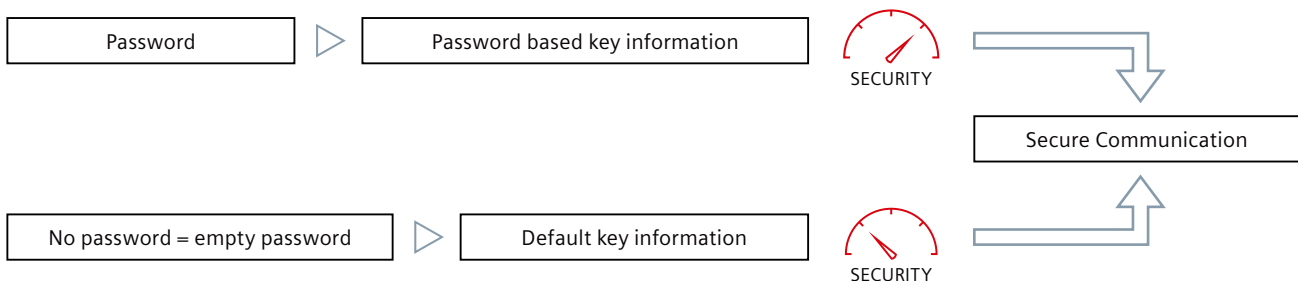 Password
Password based key information
SECURITY
Secure Communication
No password = empty password
Default key information
SECURITY